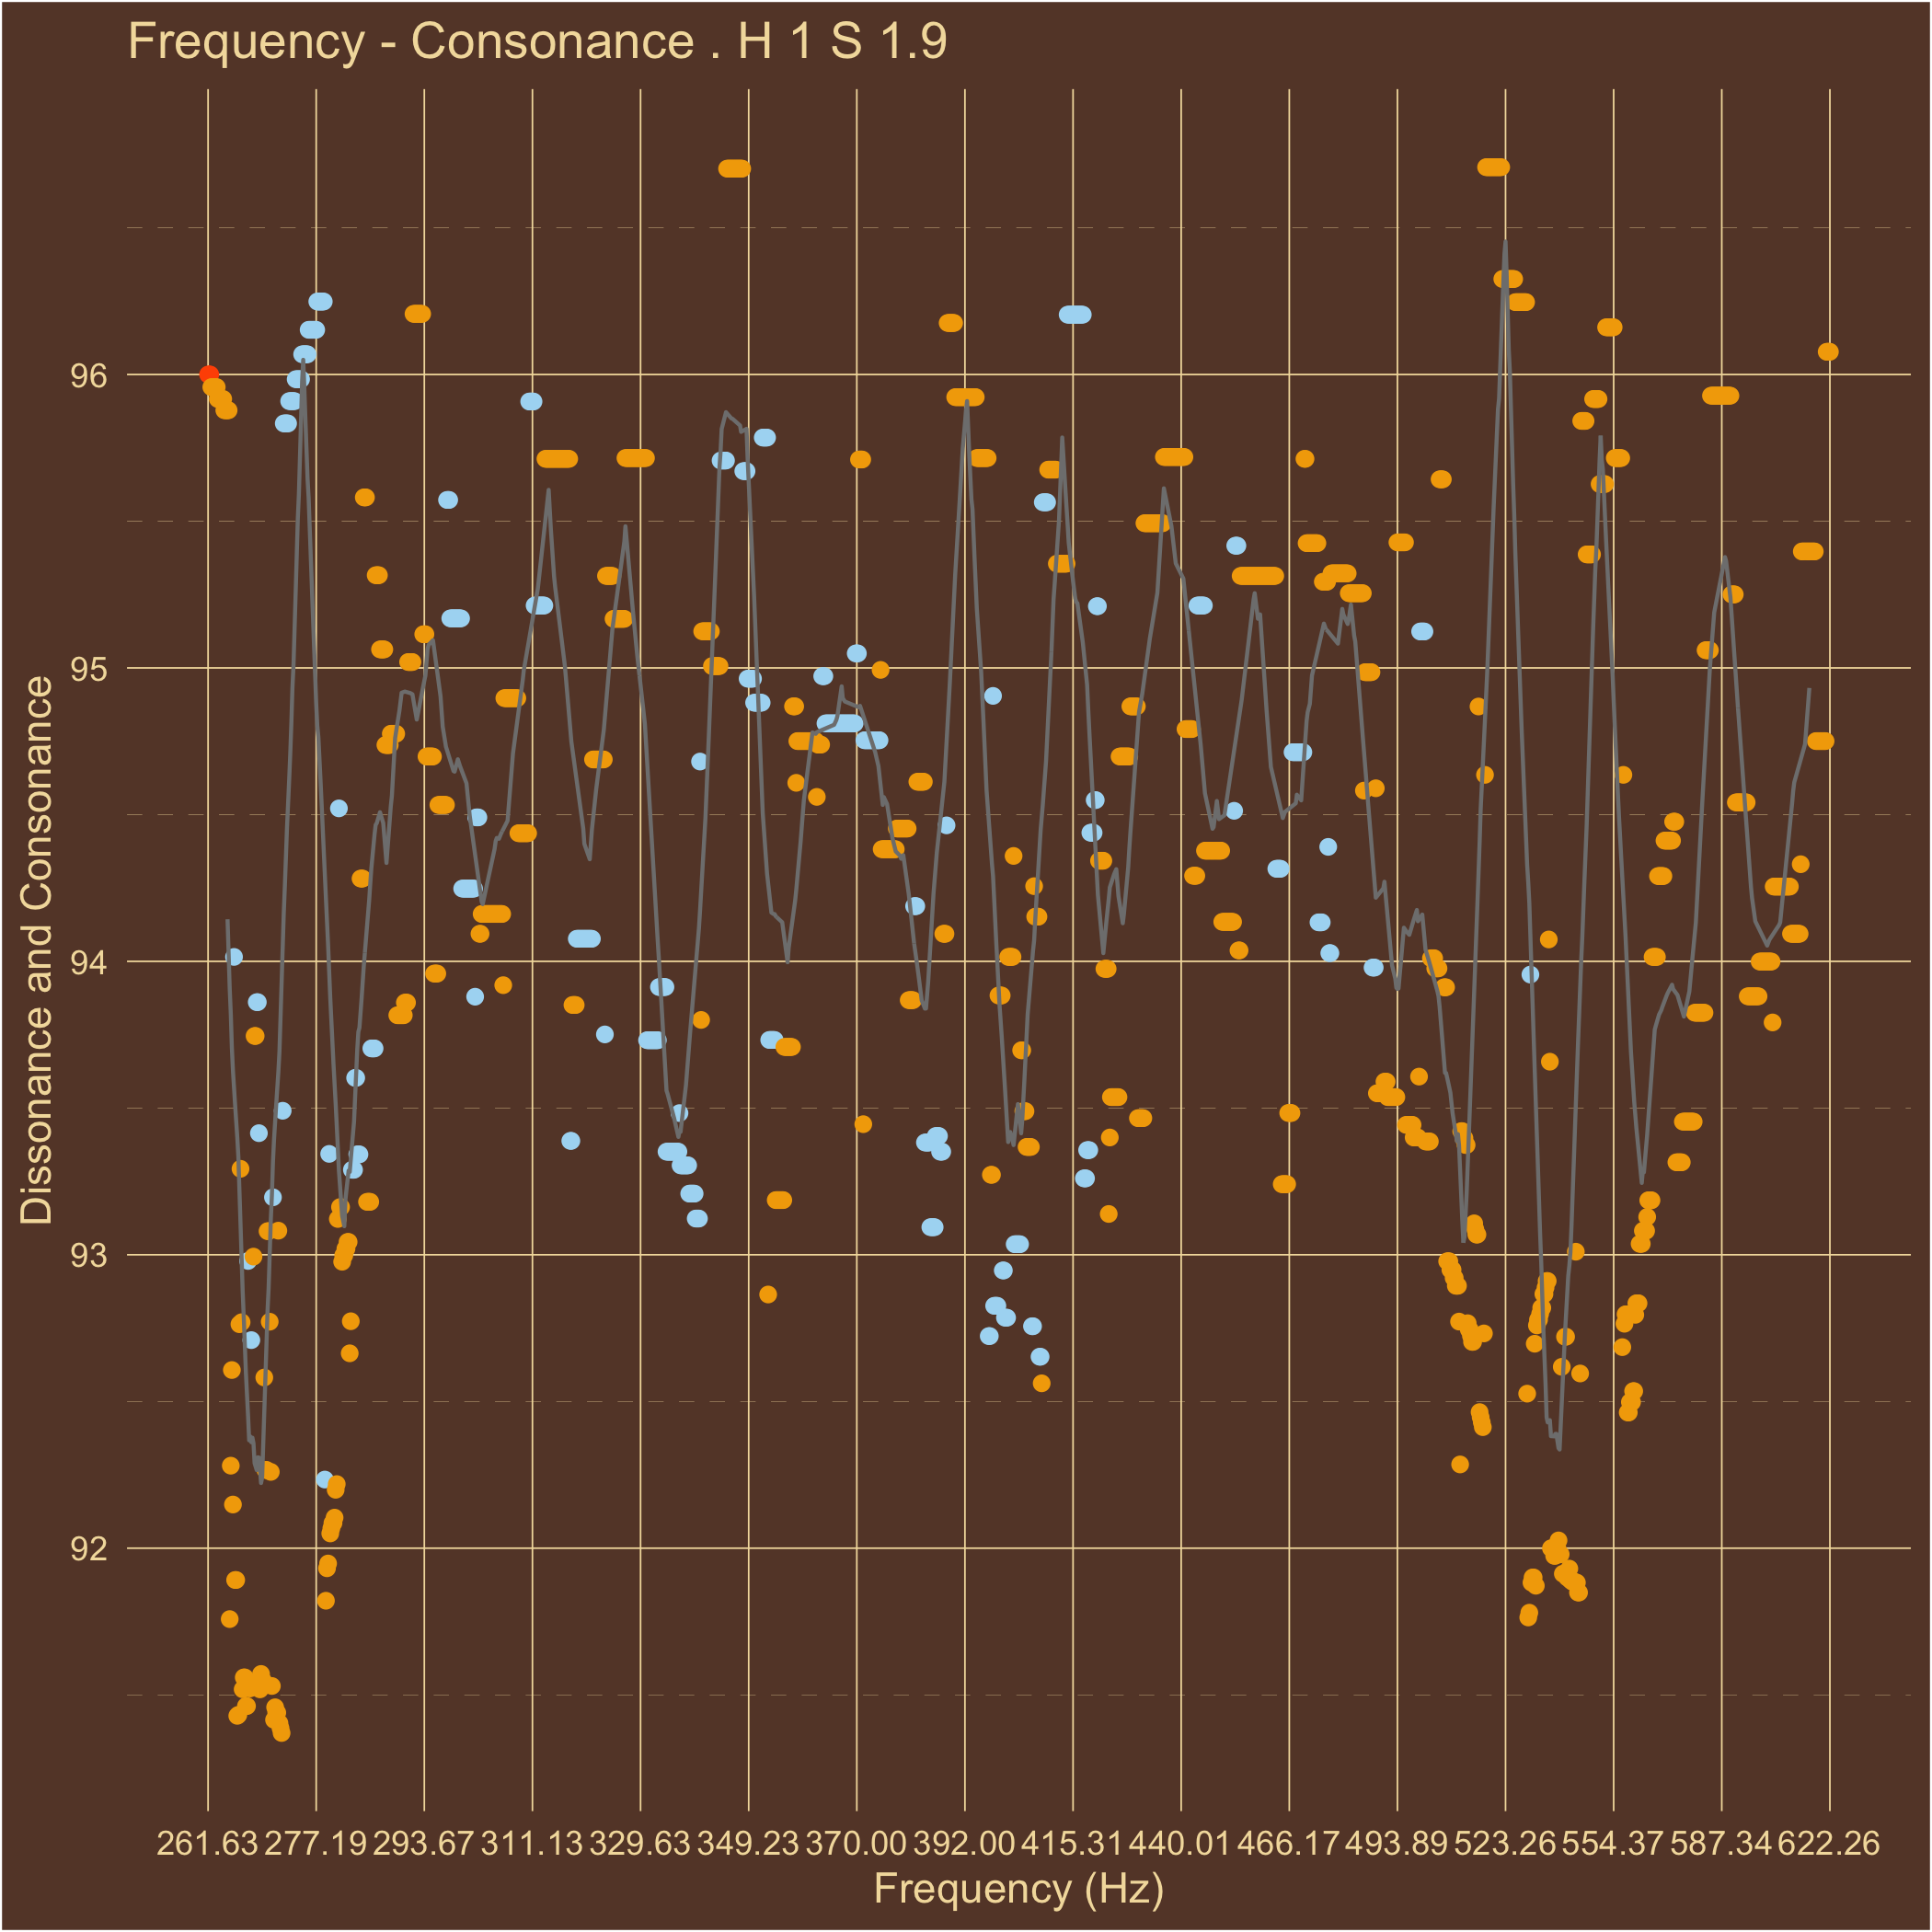 Frequency - Consonance . H 1 S 1.9
Dissonance and Consonance
96
95
94
93
92
261.63 277.19 293.67 311.13 329.63 349.23 370.00 392.00 415.31 440.01 466.17 493.89 523.26 554.37 587.34 622.26
Frequency (Hz)